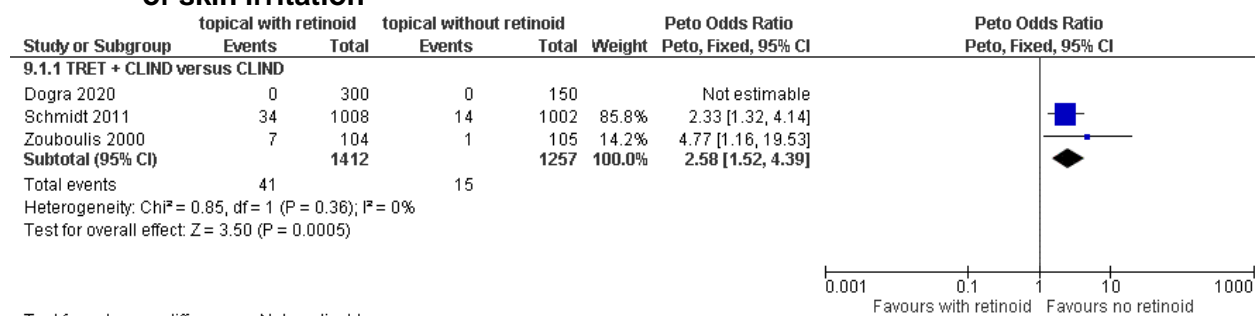 of skin irritation
topical with retinoid topical without retinoid Peto Odds Ratio Peto Odds Ratio
Study or Subgroup Events Total Events Total Weight Peto, Fixed, 95% CI Peto, Fixed, 95% CI
9.1.1 TRET + CLIND versus CLIND
Dogra 2020 0 300 0 150 Not estimable
Schmidt 2011 34 1008 14 1002 85.8% 2.33 [1.32, 4.14]
Zouboulis 2000 7 104 1 105 14.2% 4.77 [1.16, 19.53]
Subtotal (95% CI) 1412 1257 100.0% 2.58 [1.52, 4.39]
Total events 41 15
Heterogeneity: Chi² = 0.85, df = 1 (P = 0.36); I² = 0%
Test for overall effect: Z = 3.50 (P = 0.0005)
0.001 0.1 1 10 1000
Favours with retinoid Favours no retinoid